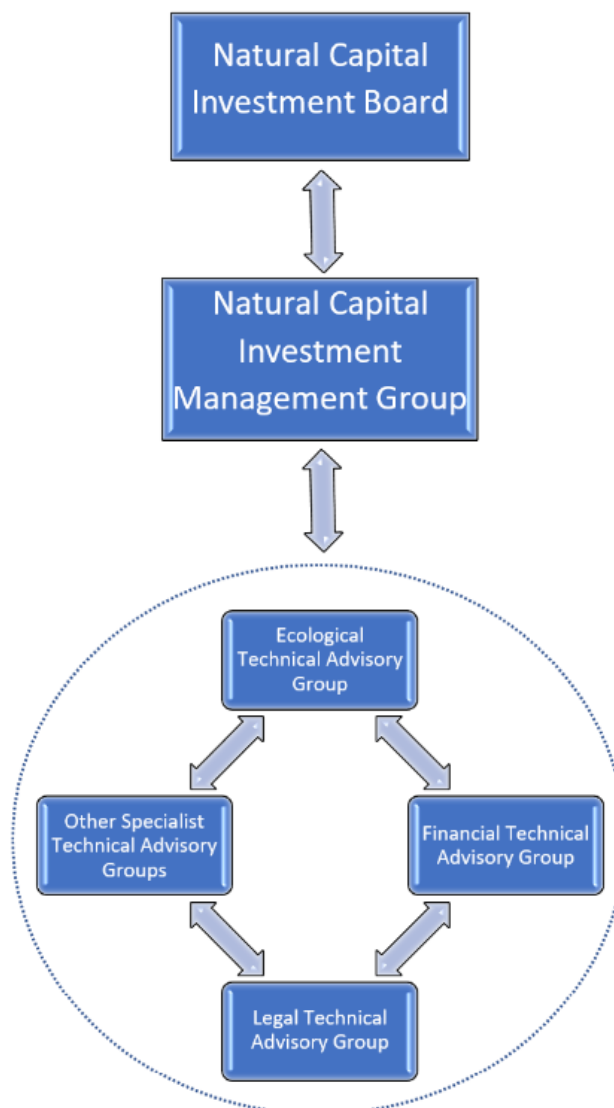 Natural Capital
Investment Board
Natural Capital
Investment
Management Group
Ecological
Technical Advisory
Group
Other Specialist
Technical Advisory
Groups
Financial Technical
Advisory Group
Legal Technical
Advisory Group